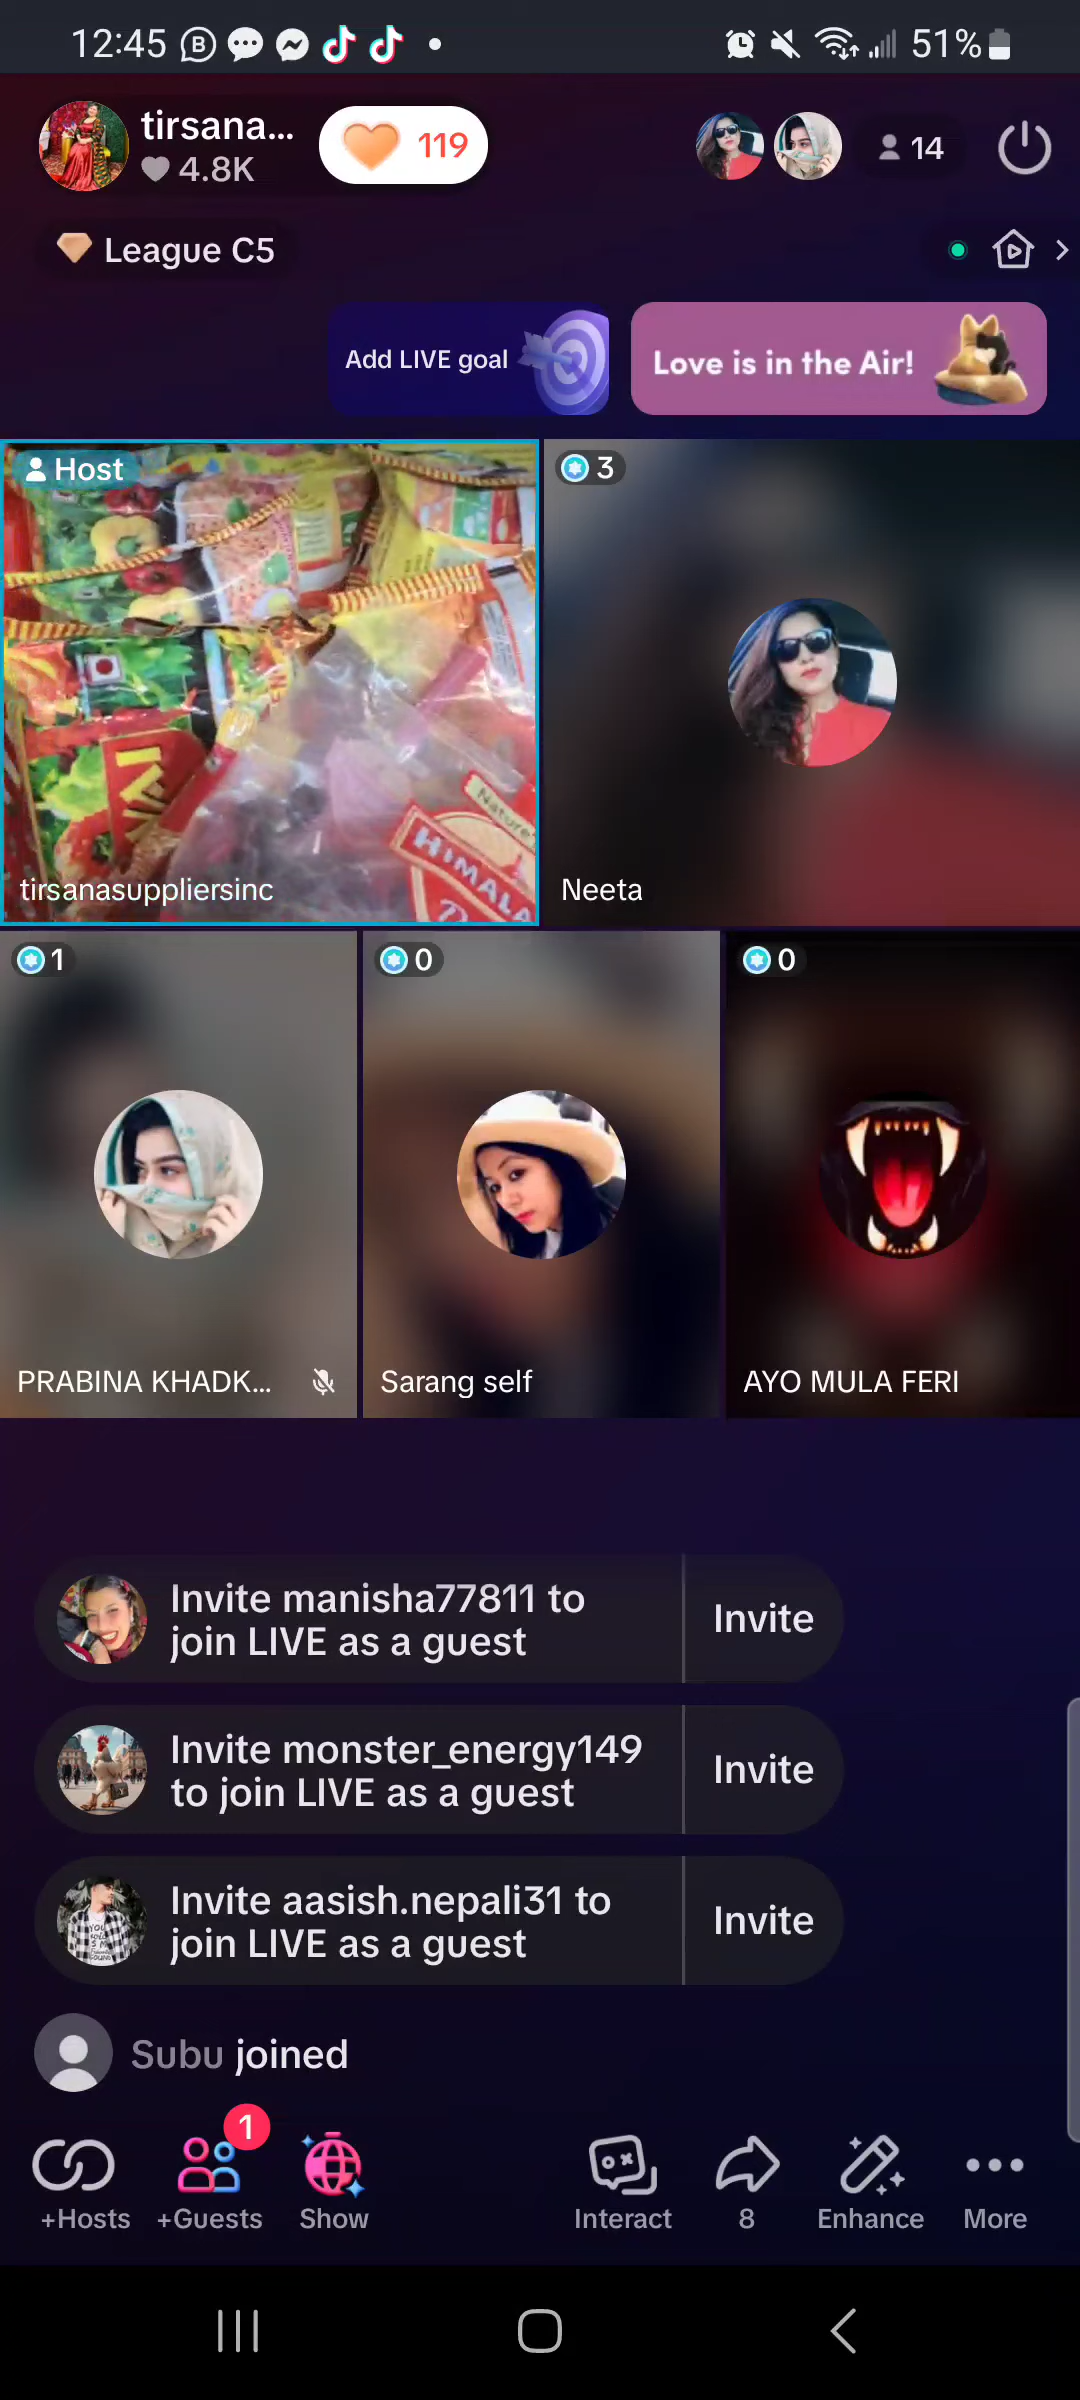 12:45
51%
tirsana...
4.8K
119
14
League C5
Add LIVE goal
Love is in the Air!
Host
3
Nature
HIMALA
tirsanasuppliersinc
Neeta
1
0
0
PRABINA KHADK...
Sarang self
AYO MULA FERI
Invite manisha77811 to
join LIVE as a guest
Invite
Invite monster_energy149
to join LIVE as a guest
Invite
Invite aasish.nepali31 to
join LIVE as a guest
Invite
Subu joined
1
+Hosts
+Guests
Show
Interact
8
Enhance
More